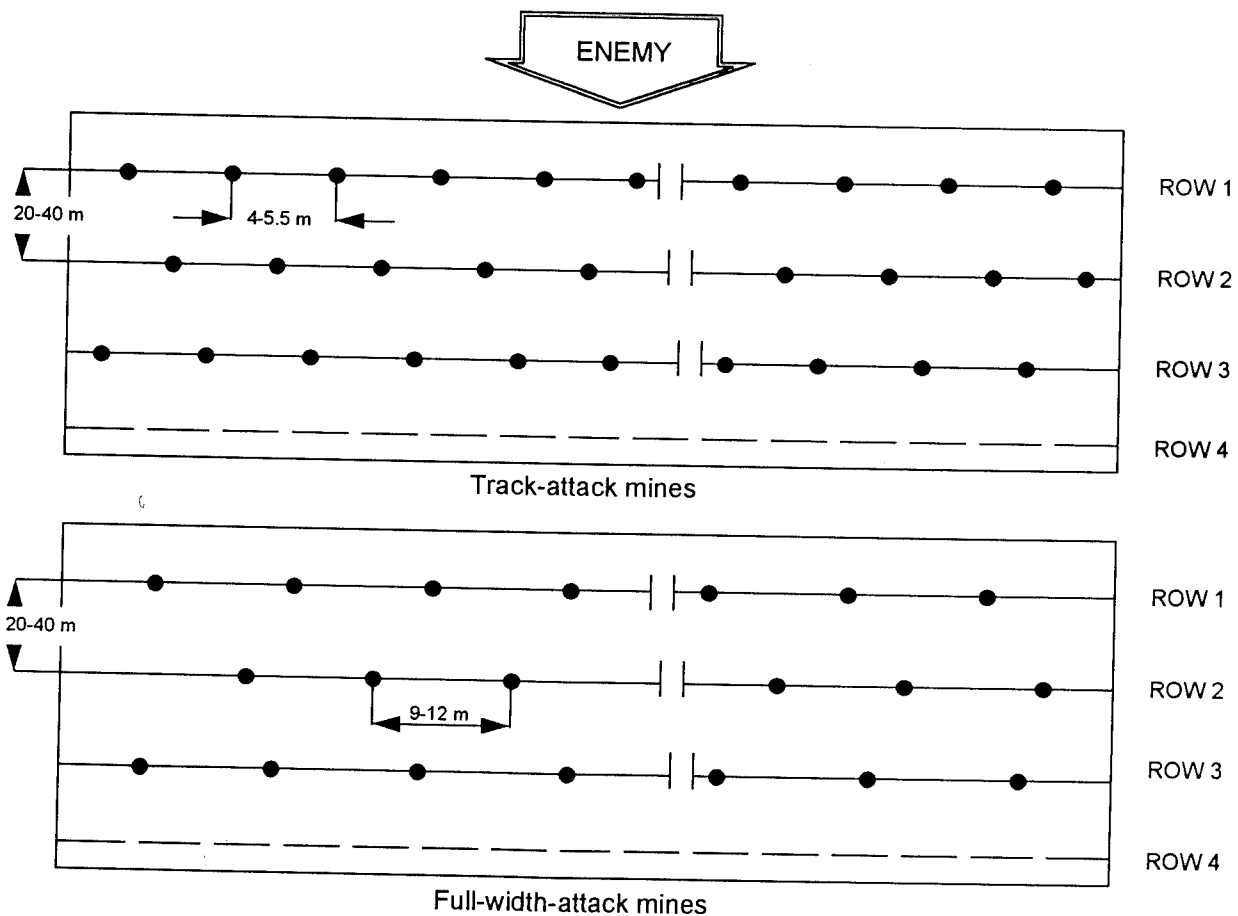 ENEMY
ROW 1
20-40 m
4-5.5 m
ROW 2
ROW 3
ROW 4
Track-attack mines
ROW 1
20-40 m
ROW 2
9-12 m
ROW 3
ROW 4
Full-width-attack mines